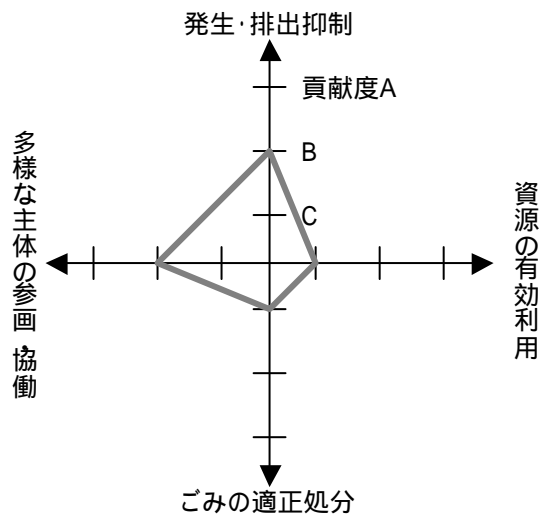 発生･排出抑制
貢献度A
B
C
多様な主体の参画･協働
資源の有効利用
ごみの適正処分